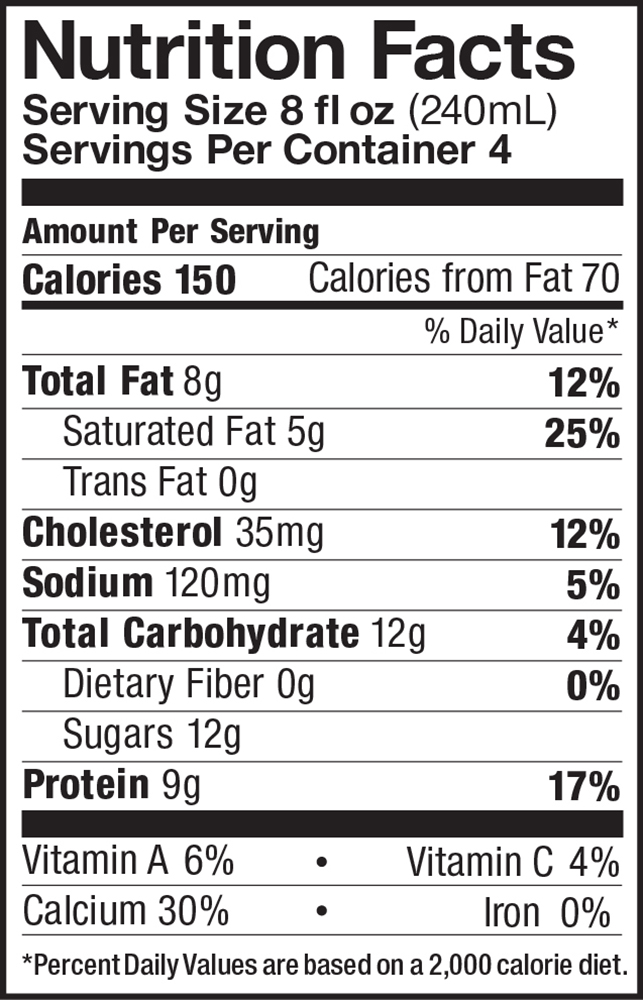 Nutrition Facts
Serving Size 8 fl oz (240mL)
Servings Per Container 4
Amount Per Serving
Calories 150 Calories from Fat 70
% Daily Value*
Total Fat 8g 12%
Saturated Fat 5g 25%
Trans Fat 0g
Cholesterol 35mg 12%
Sodium 120mg 5%
Total Carbohydrate 12g 4%
Dietary Fiber 0g 0%
Sugars 12g
Protein 9g 17%
Vitamin A 6% • Vitamin C 4%
Calcium 30% • Iron 0%
*Percent Daily Values are based on a 2,000 calorie diet.